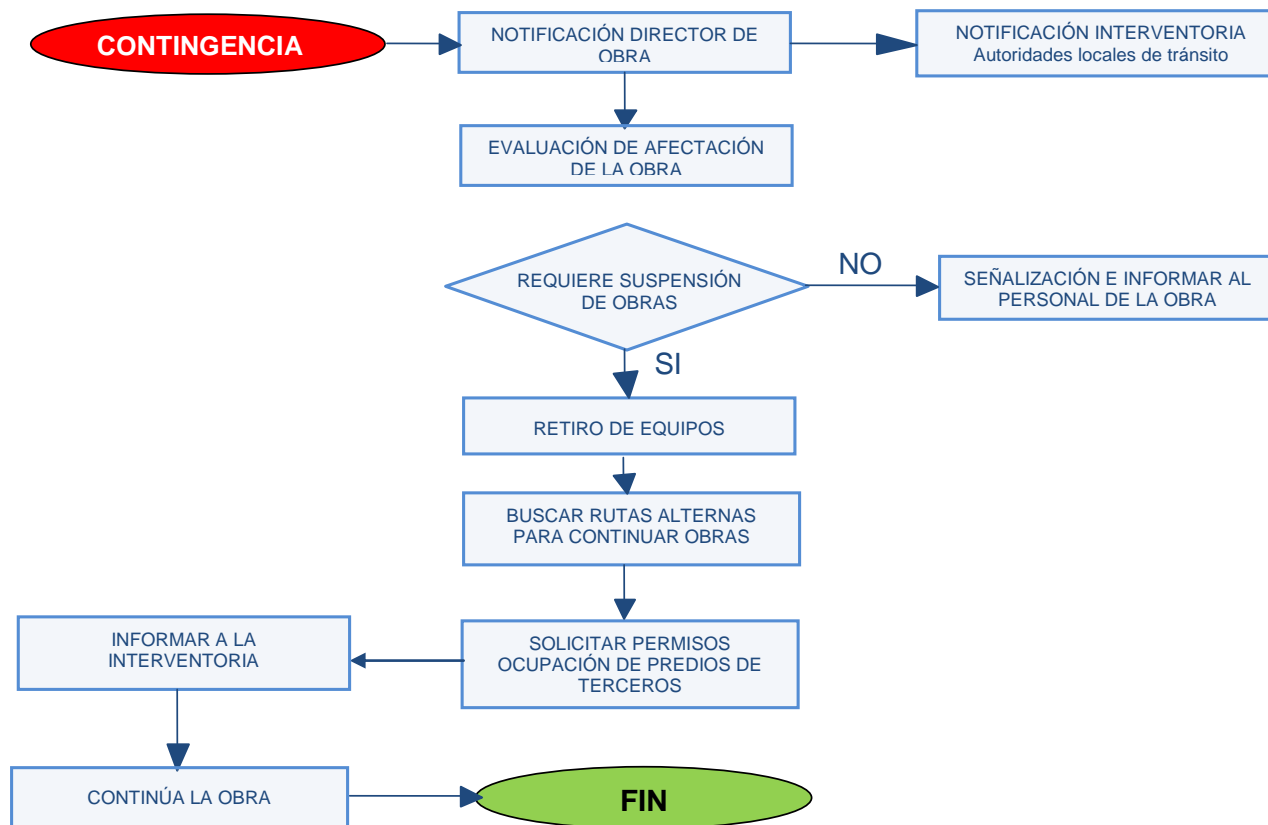 CONTINGENCIA
NOTIFICACIÓN DIRECTOR DE
OBRA
NOTIFICACIÓN INTERVENTORIA
Autoridades locales de tránsito
EVALUACIÓN DE AFECTACIÓN
DE LA OBRA
REQUIERE SUSPENSIÓN
DE OBRAS
NO
SEÑALIZACIÓN E INFORMAR AL
PERSONAL DE LA OBRA
SI
RETIRO DE EQUIPOS
BUSCAR RUTAS ALTERNAS
PARA CONTINUAR OBRAS
SOLICITAR PERMISOS
OCUPACIÓN DE PREDIOS DE
TERCEROS
INFORMAR A LA
INTERVENTORIA
CONTINÚA LA OBRA
FIN